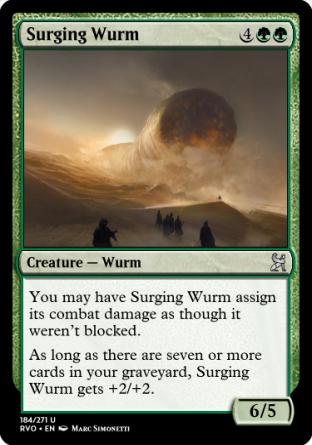 Surging Wurm 4
Creature — Wurm
You may have Surging Wurm assign
its combat damage as though it
weren't blocked.
As long as there are seven or more
cards in your graveyard, Surging
Wurm gets +2/+2.
6/5
184/271 U
RVO • EN Marc Simonetti